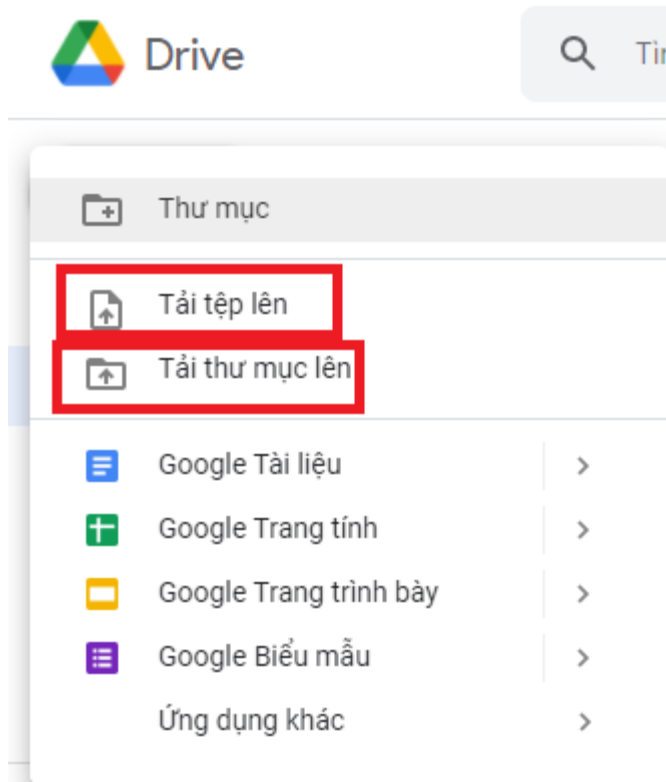 Drive
Thư mục
Tải tệp lên
Tải thư mục lên
Google Tài liệu
Google Trang tính
Google Trang trình bày
Google Biểu mẫu
Ứng dụng khác